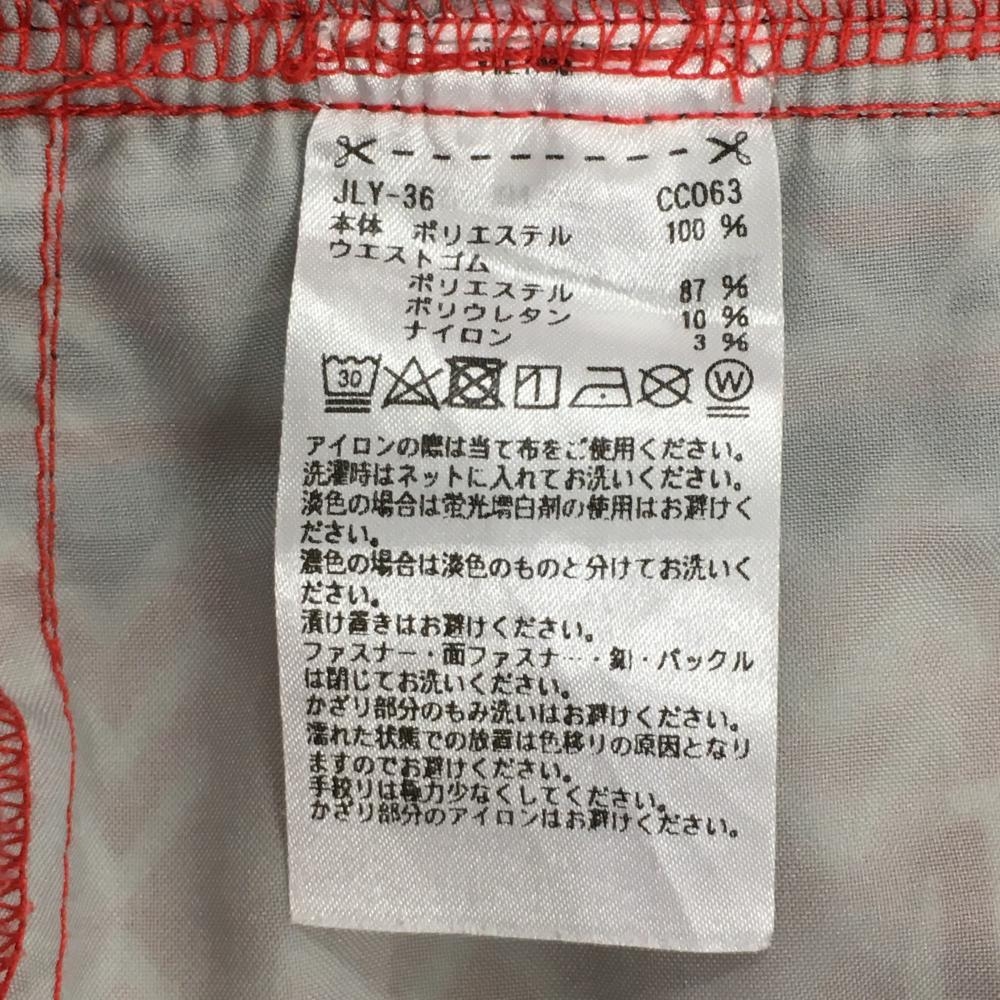 JLY-36 CC063
本体 ポリエステル 100 %
ウエストゴム
ポリエステル 87 %
ポリウレタン 10 %
ナイロン 3 %
30 1 W
アイロンの際は当て布をご使用ください。
洗濯時はネットに入れてお洗いください。
淡色の場合は蛍光増白剤の使用はお避けく
ださい。
濃色の場合は淡色のものと分けてお洗いく
ださい。
漬け置きはお避けください。
ファスナー・面ファスナー・釦・バックル
は閉じてお洗いください。
かざり部分のもみ洗いはお避けください。
濡れた状態での放置は色移りの原因となり
ますのでお避けください。
手絞りは極力少なくしてください。
かざり部分のアイロンはお避けください。